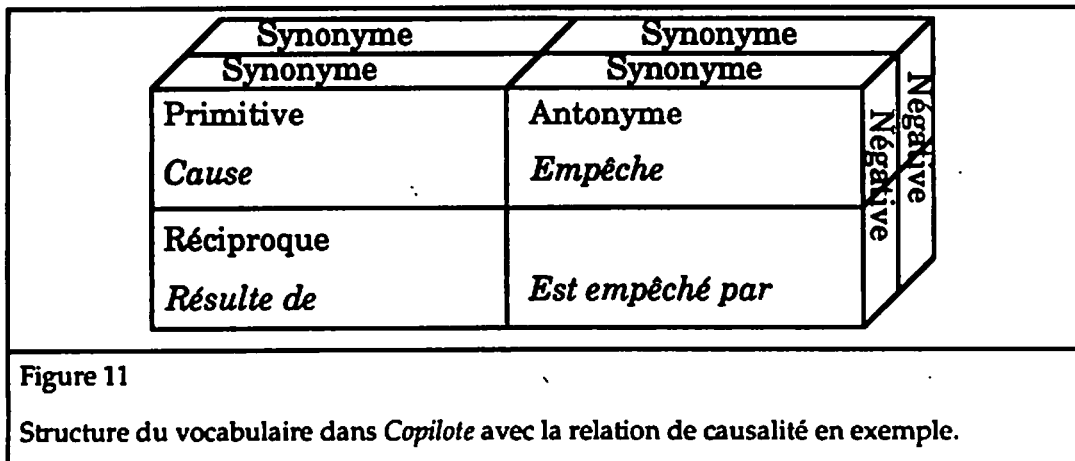 Synonyme Synonyme
Synonyme Synonyme
Primitive Antonyme Négative Négative
Cause Empêche
Réciproque
Résulte de Est empêché par
Figure 11
Structure du vocabulaire dans Copilote avec la relation de causalité en exemple.